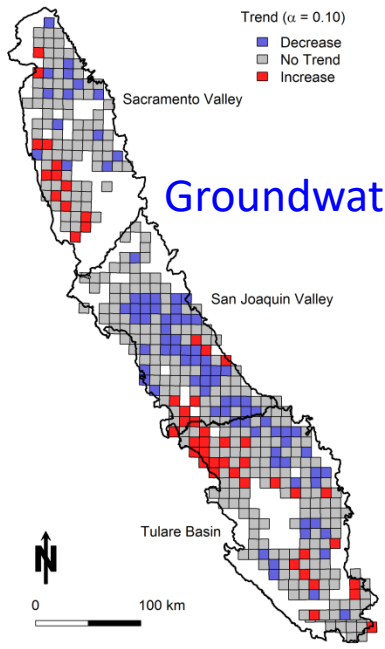 Trend (α = 0.10)
Decrease
No Trend
Increase
Sacramento Valley
Groundwat
San Joaquin Valley
Tulare Basin
N
0 100 km